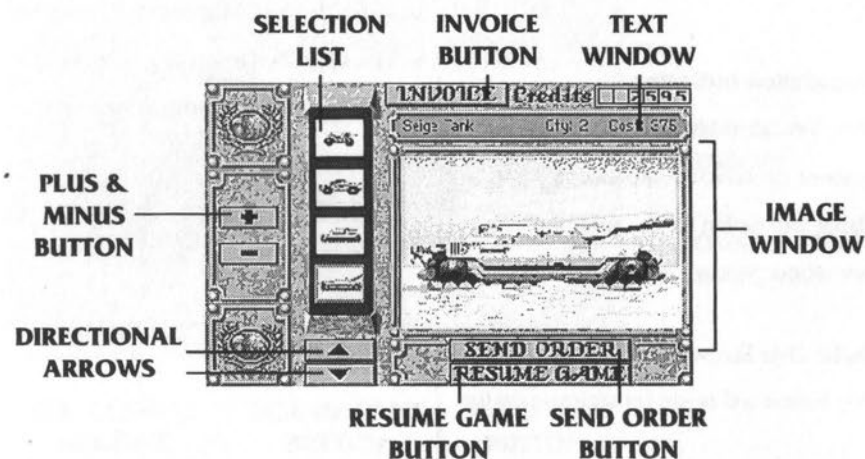 SELECTION
LIST
INVOICE
BUTTON
TEXT
WINDOW
INVOICE Credits 595
Seige Tank Qty: 2 Cost 375
PLUS &
MINUS
BUTTON
+
-
IMAGE
WINDOW
DIRECTIONAL
ARROWS
SEND ORDER
RESUME GAME
RESUME GAME
BUTTON
SEND ORDER
BUTTON